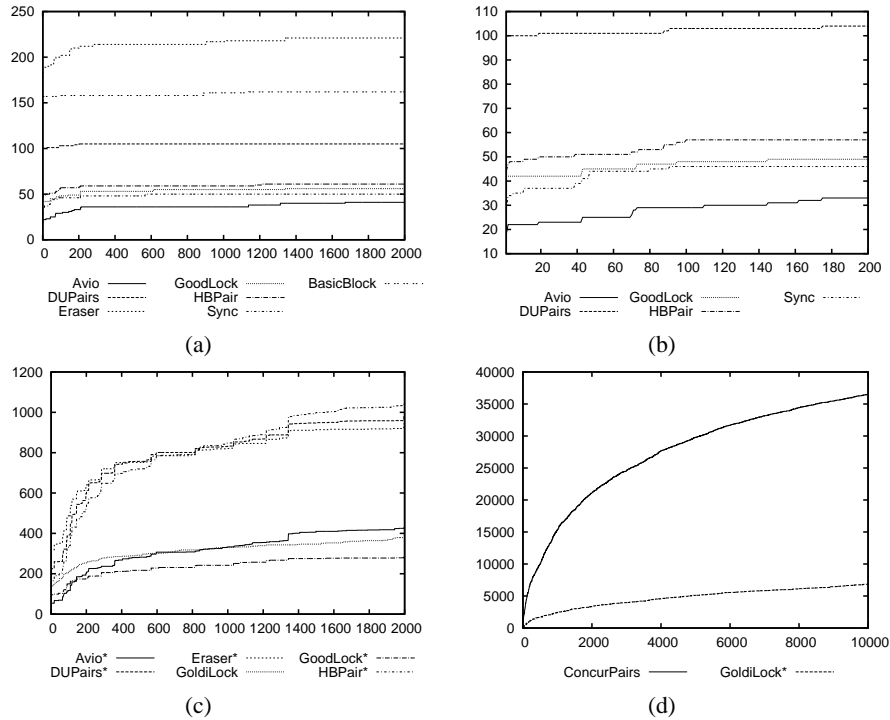 250
200
150
100
50
0
0 200 400 600 800 1000 1200 1400 1600 1800 2000
Avio GoodLock BasicBlock
DUPairs HBPair
Eraser Sync
(a)
110
100
90
80
70
60
50
40
30
20
10
20 40 60 80 100 120 140 160 180 200
Avio GoodLock Sync
DUPairs HBPair
(b)
1200
1000
800
600
400
200
0
0 200 400 600 800 1000 1200 1400 1600 1800 2000
Avio* Eraser* GoodLock*
DUPairs* GoldiLock HBPair*
(c)
40000
35000
30000
25000
20000
15000
10000
5000
0
0 2000 4000 6000 8000 10000
ConcurPairs GoldiLock*
(d)